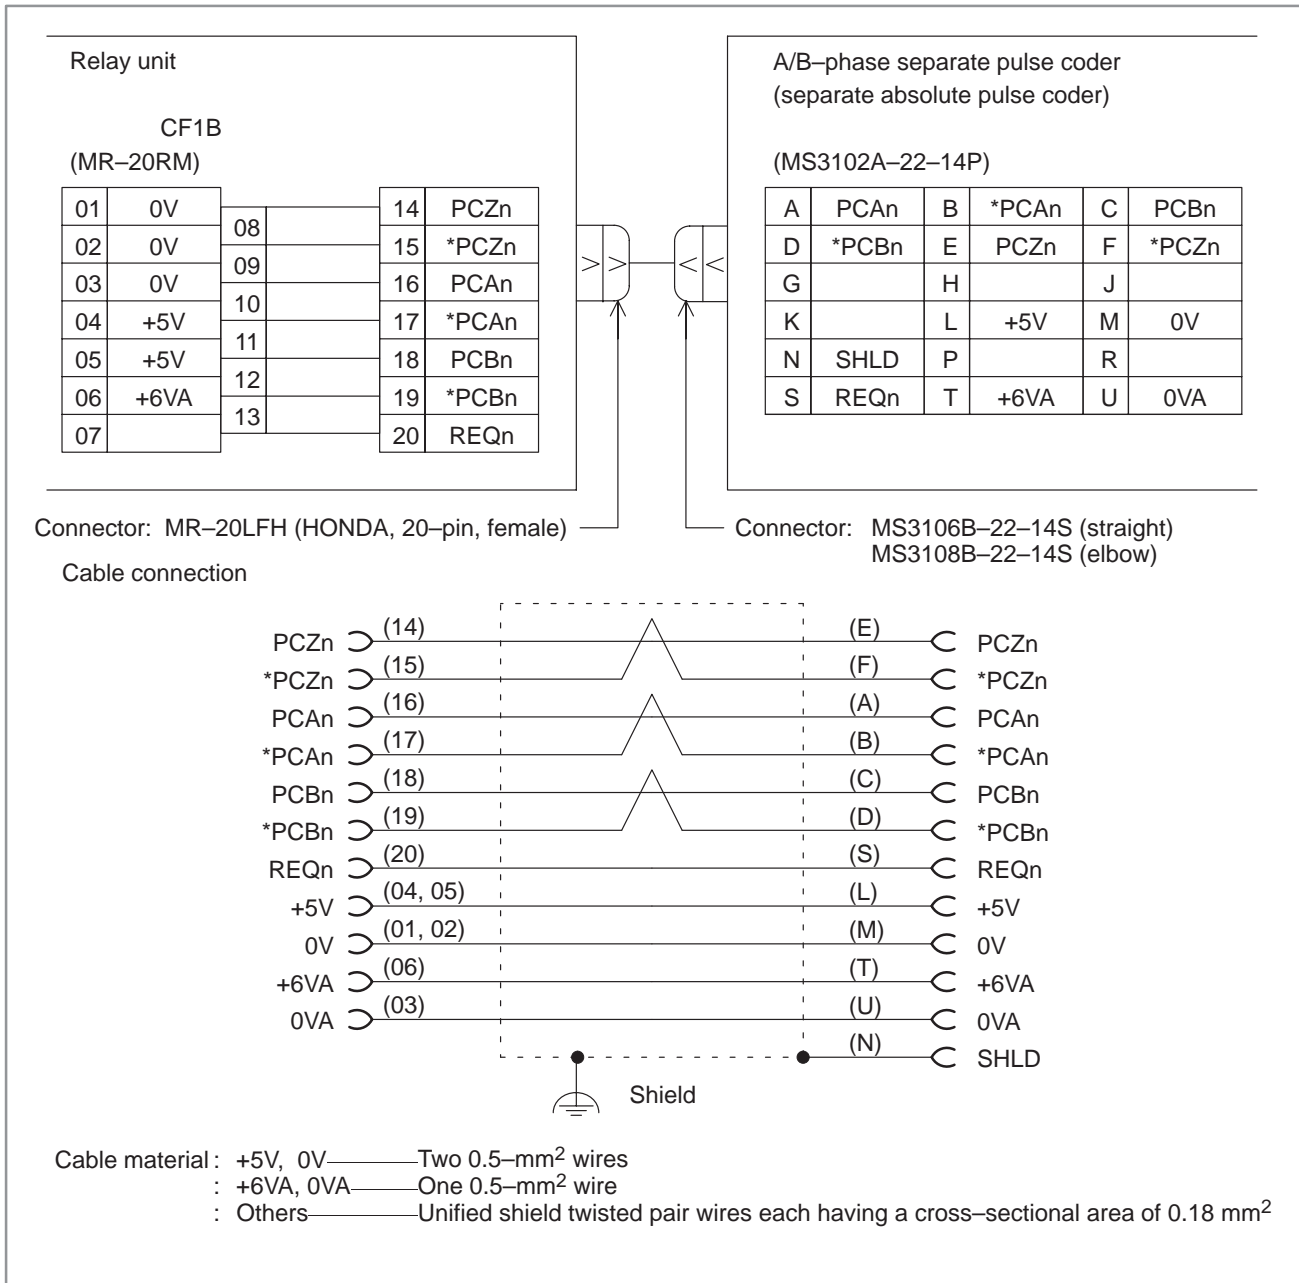 Relay unit
CF1B
(MR–20RM)
01 0V 14 PCZn
08
02 0V 15 *PCZn
09
03 0V 16 PCAn
10
04 +5V 17 *PCAn
11
05 +5V 18 PCBn
12
06 +6VA 19 *PCBn
13
07 20 REQn
A/B–phase separate pulse coder
(separate absolute pulse coder)
(MS3102A–22–14P)
A PCAn B *PCAn C PCBn
D *PCBn E PCZn F *PCZn
G H J
K L +5V M 0V
N SHLD P R
S REQn T +6VA U 0VA
Connector: MR–20LFH (HONDA, 20–pin, female)
Connector: MS3106B–22–14S (straight)
MS3108B–22–14S (elbow)
Cable connection
PCZn (14) (E) PCZn
*PCZn (15) (F) *PCZn
PCAn (16) (A) PCAn
*PCAn (17) (B) *PCAn
PCBn (18) (C) PCBn
*PCBn (19) (D) *PCBn
REQn (20) (S) REQn
+5V (04, 05) (L) +5V
0V (01, 02) (M) 0V
+6VA (06) (T) +6VA
0VA (03) (U) 0VA
(N) SHLD
Shield
Cable material : +5V, 0V Two 0.5–mm² wires
: +6VA, 0VA One 0.5–mm² wire
: Others Unified shield twisted pair wires each having a cross–sectional area of 0.18 mm²